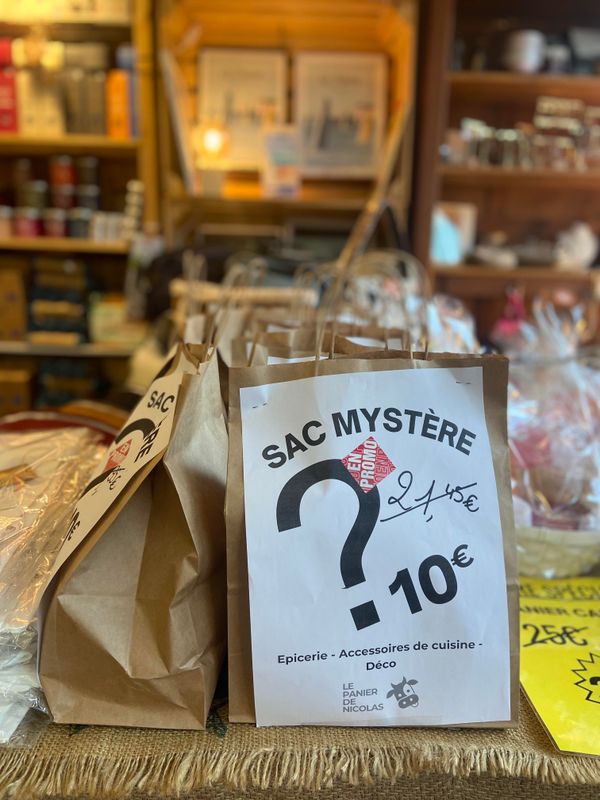 SAC MYSTÈRE
EN
PROMO
?
21,45€
10€
Epicerie - Accessoires de cuisine -
Déco
LE
PANIER
DE
NICOLAS
SAC
?
25€